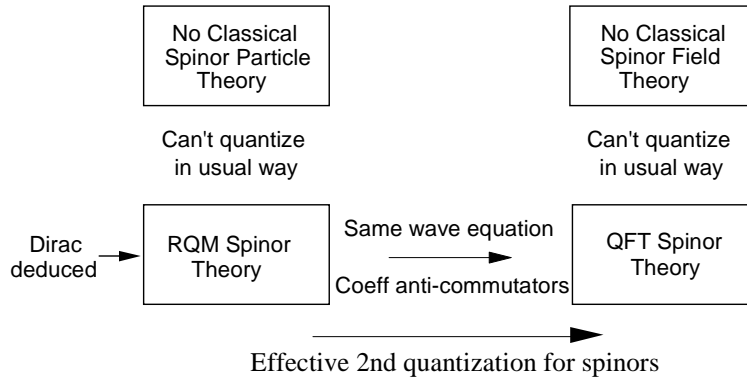 No Classical
Spinor Particle
Theory
No Classical
Spinor Field
Theory
Can't quantize
in usual way
Can't quantize
in usual way
Dirac
deduced
RQM Spinor
Theory
Same wave equation
Coeff anti-commutators
QFT Spinor
Theory
Effective 2nd quantization for spinors